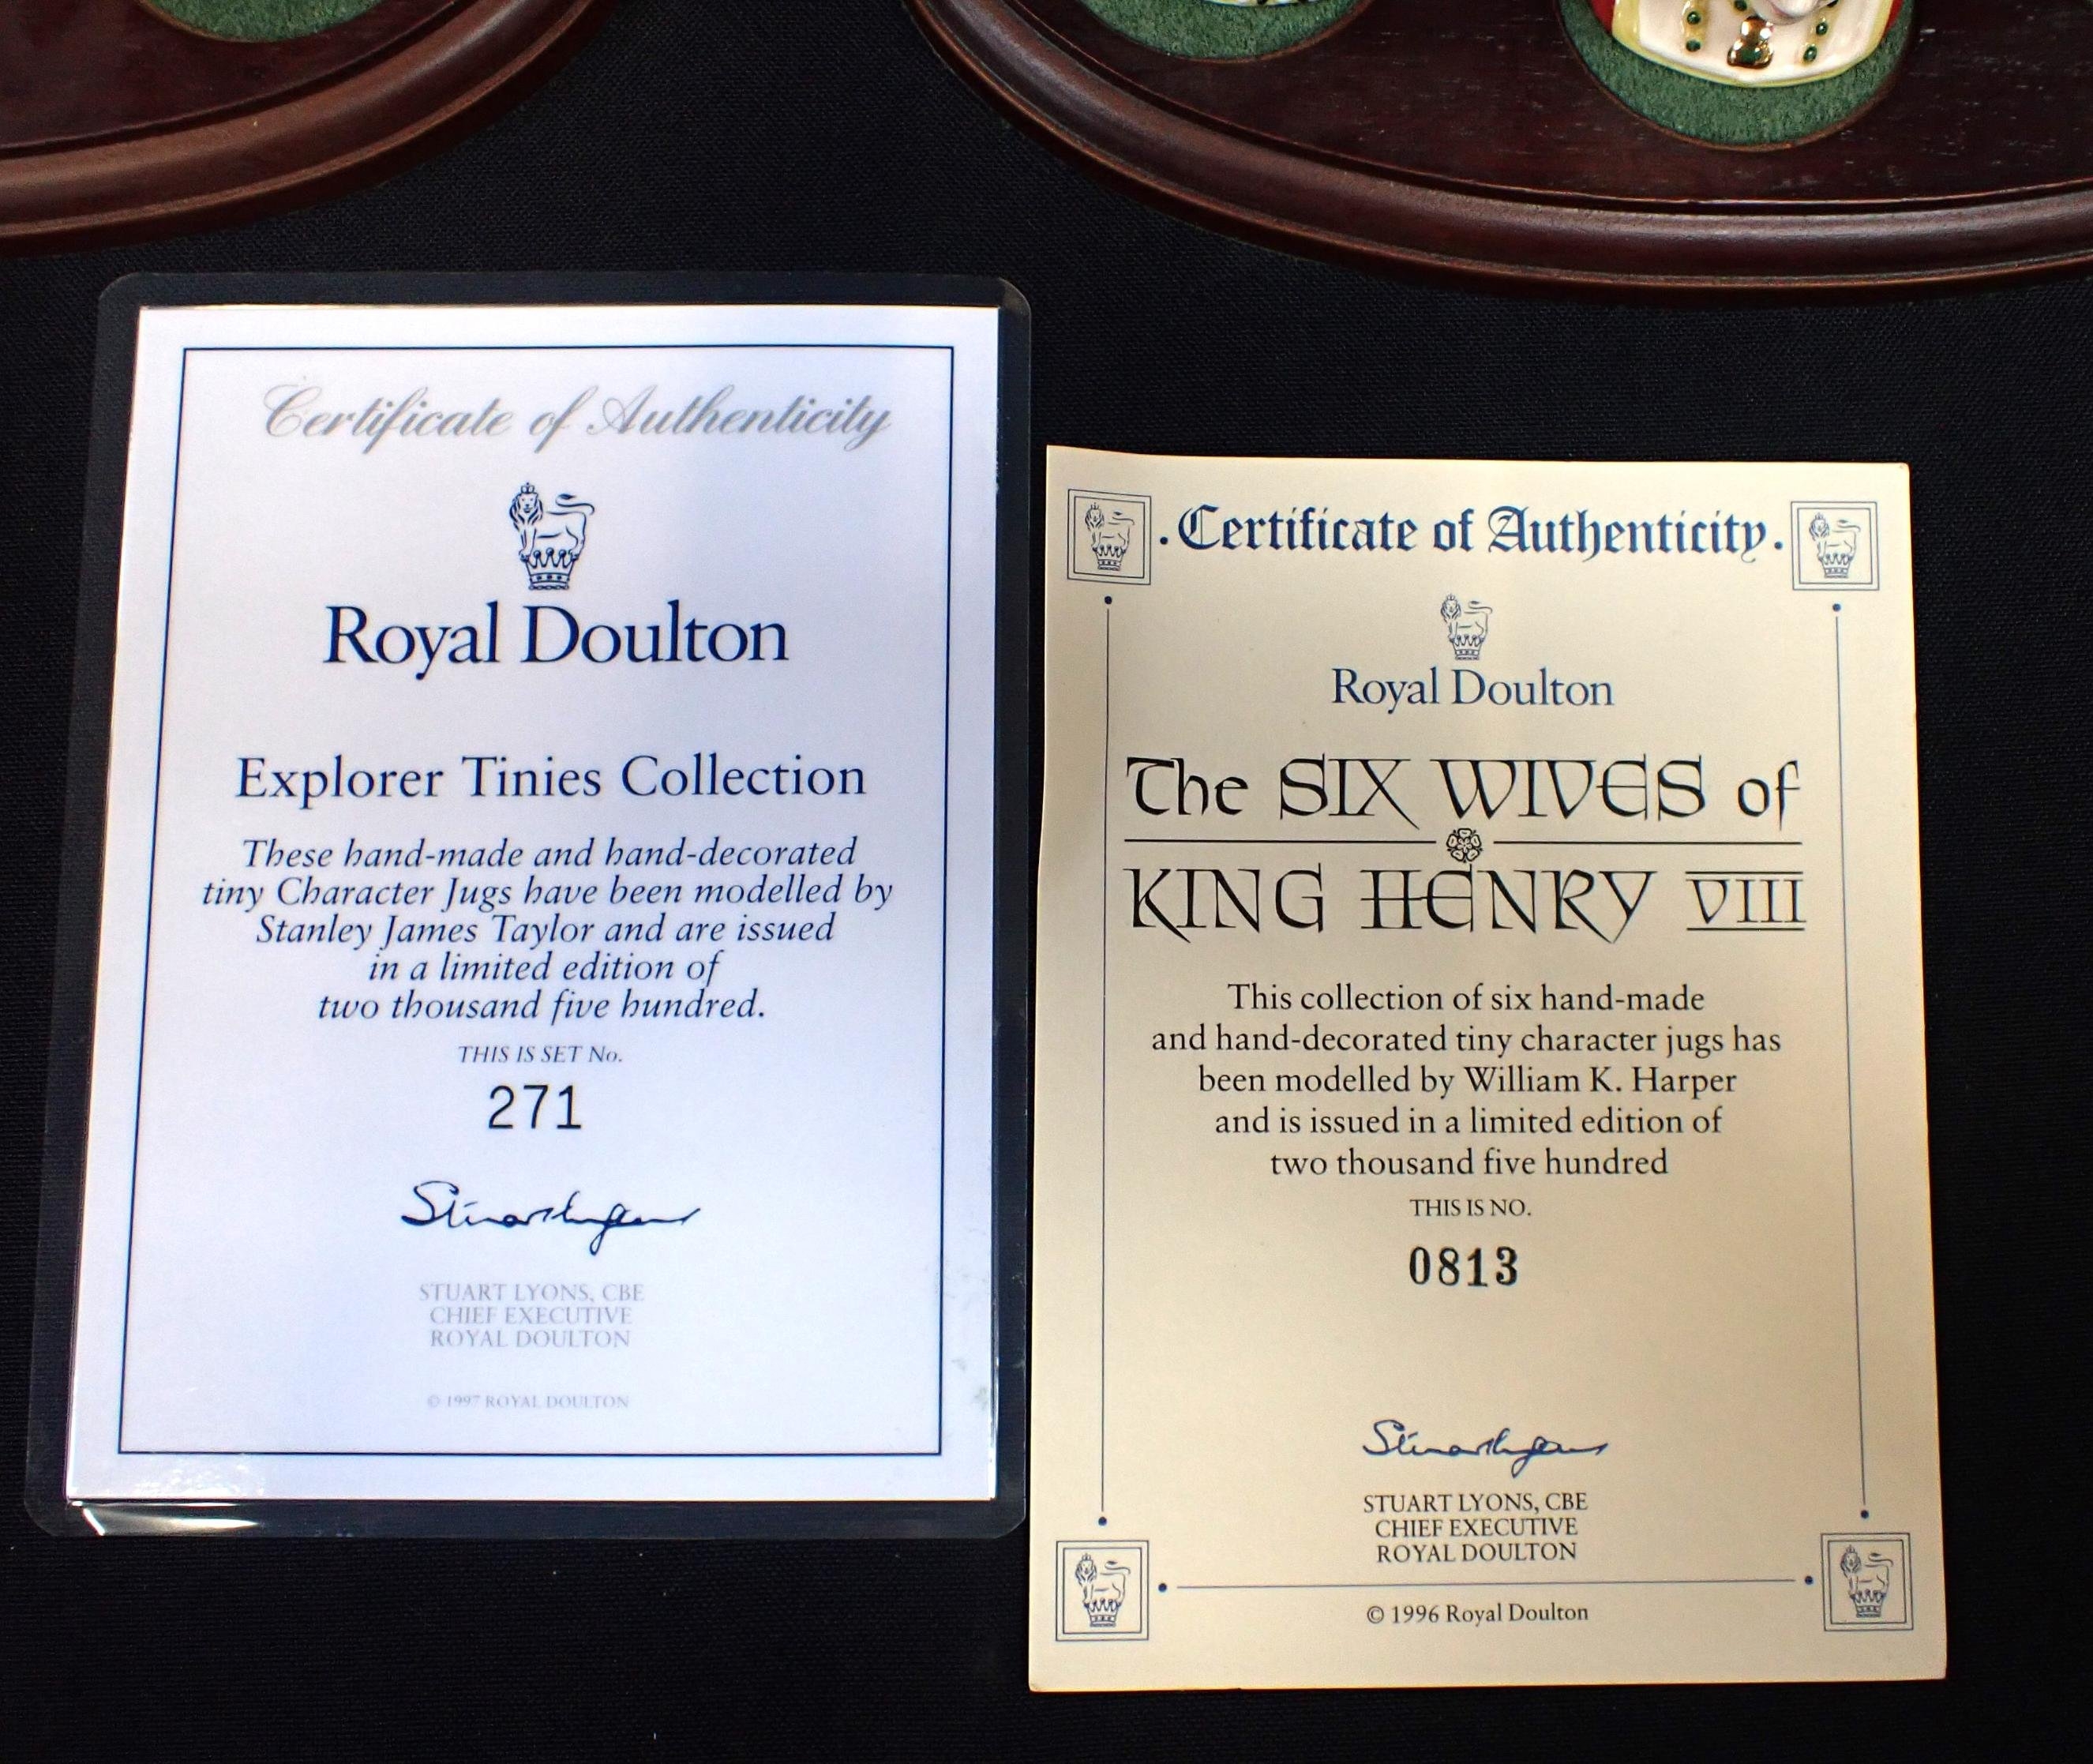 Certificate of Authenticity
Royal Doulton
Explorer Tinies Collection
These hand-made and hand-decorated
tiny Character Jugs have been modelled by
Stanley James Taylor and are issued
in a limited edition of
two thousand five hundred.
THIS IS SET No.
271
STUART LYONS, CBE
CHIEF EXECUTIVE
ROYAL DOULTON
© 1997 ROYAL DOULTON
. Certificate of Authenticity .
Royal Doulton
The SIX WIVES of
KING HENRY VIII
This collection of six hand-made
and hand-decorated tiny character jugs has
been modelled by William K. Harper
and is issued in a limited edition of
two thousand five hundred
THIS IS NO.
0813
STUART LYONS, CBE
CHIEF EXECUTIVE
ROYAL DOULTON
© 1996 Royal Doulton